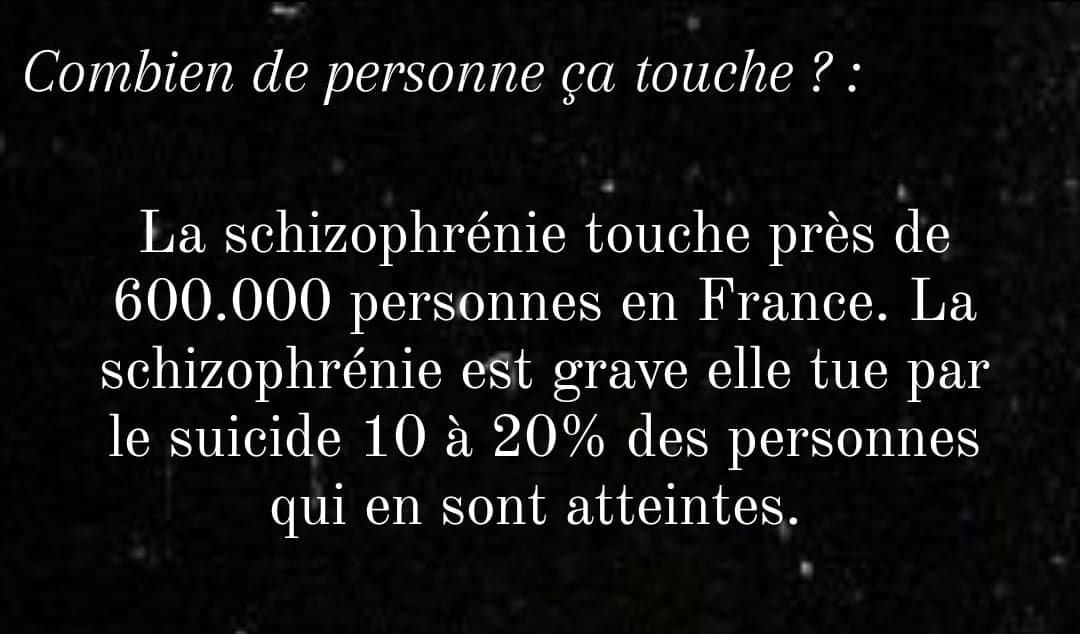 Combien de personne ça touche ? :
La schizophrénie touche près de
600.000 personnes en France. La
schizophrénie est grave elle tue par
le suicide 10 à 20% des personnes
qui en sont atteintes.